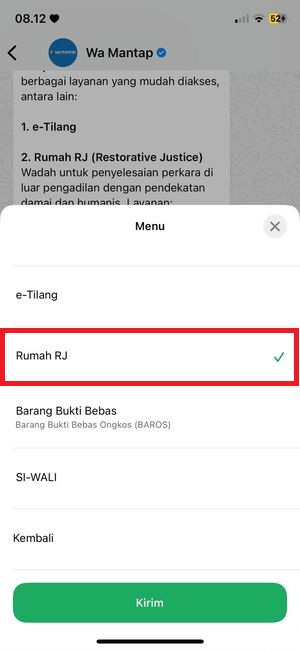 08.12
52
Wa Mantap
WA MANTAP
berbagai layanan yang mudah diakses,
antara lain:
1. e-Tilang
2. Rumah RJ (Restorative Justice)
Wadah untuk penyelesaian perkara di
luar pengadilan dengan pendekatan
damai dan humanis. Layanan:
Menu
e-Tilang
Rumah RJ
Barang Bukti Bebas
Barang Bukti Bebas Ongkos (BAROS)
SI-WALI
Kembali
Kirim